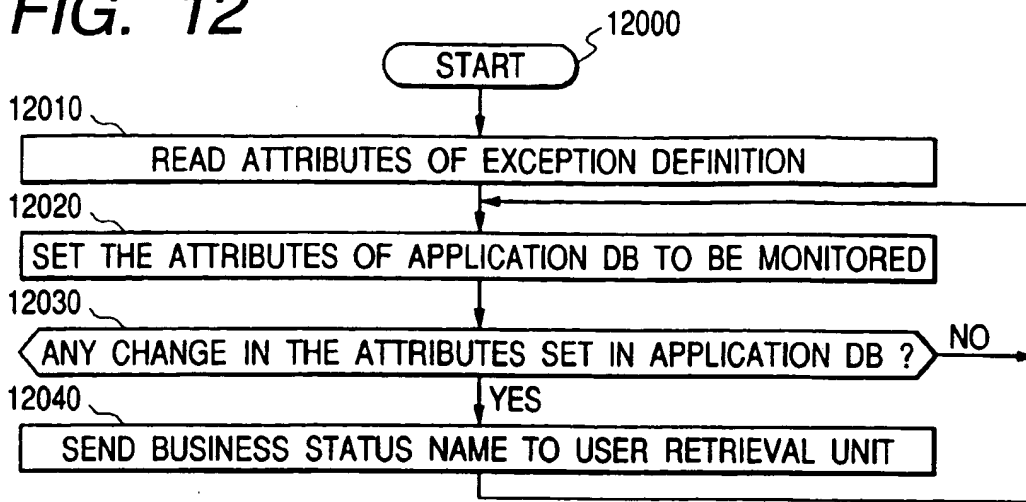 FIG. 12
12000
START
12010
READ ATTRIBUTES OF EXCEPTION DEFINITION
12020
SET THE ATTRIBUTES OF APPLICATION DB TO BE MONITORED
12030
ANY CHANGE IN THE ATTRIBUTES SET IN APPLICATION DB ?
NO
YES
12040
SEND BUSINESS STATUS NAME TO USER RETRIEVAL UNIT